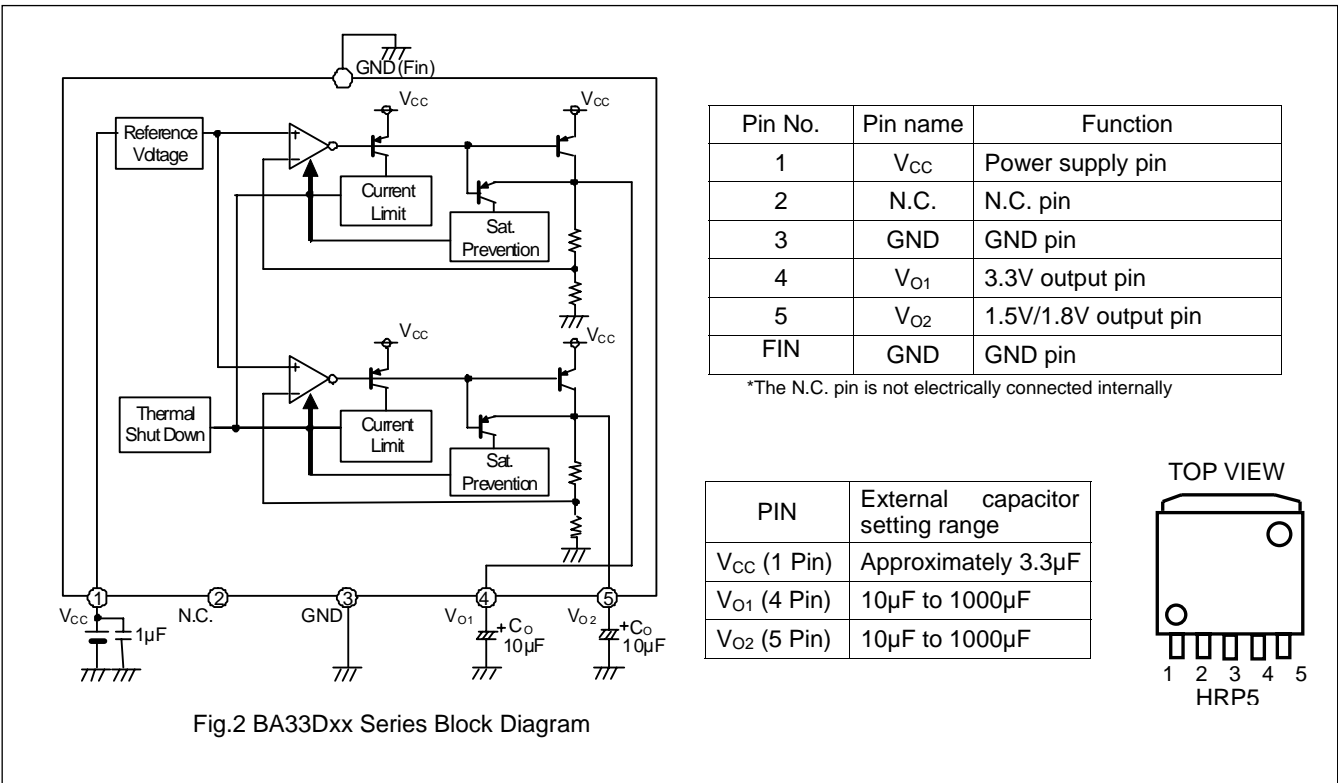 GND(Fin)
VCC
VCC
Reference
Voltage
+
−
Current
Limit
Sat.
Prevention
VCC
VCC
+
−
Thermal
Shut Down
Current
Limit
Sat.
Prevention
1
2
3
4
5
VCC
N.C.
GND
VO1
VO2
1µF
+CO
10µF
+CO
10µF
Fig.2 BA33Dxx Series Block Diagram
Pin No. Pin name Function
1 VCC Power supply pin
2 N.C. N.C. pin
3 GND GND pin
4 VO1 3.3V output pin
5 VO2 1.5V/1.8V output pin
FIN GND GND pin
*The N.C. pin is not electrically connected internally
PIN External capacitor
setting range
VCC (1 Pin) Approximately 3.3µF
VO1 (4 Pin) 10µF to 1000µF
VO2 (5 Pin) 10µF to 1000µF
TOP VIEW
1 2 3 4 5
HRP5